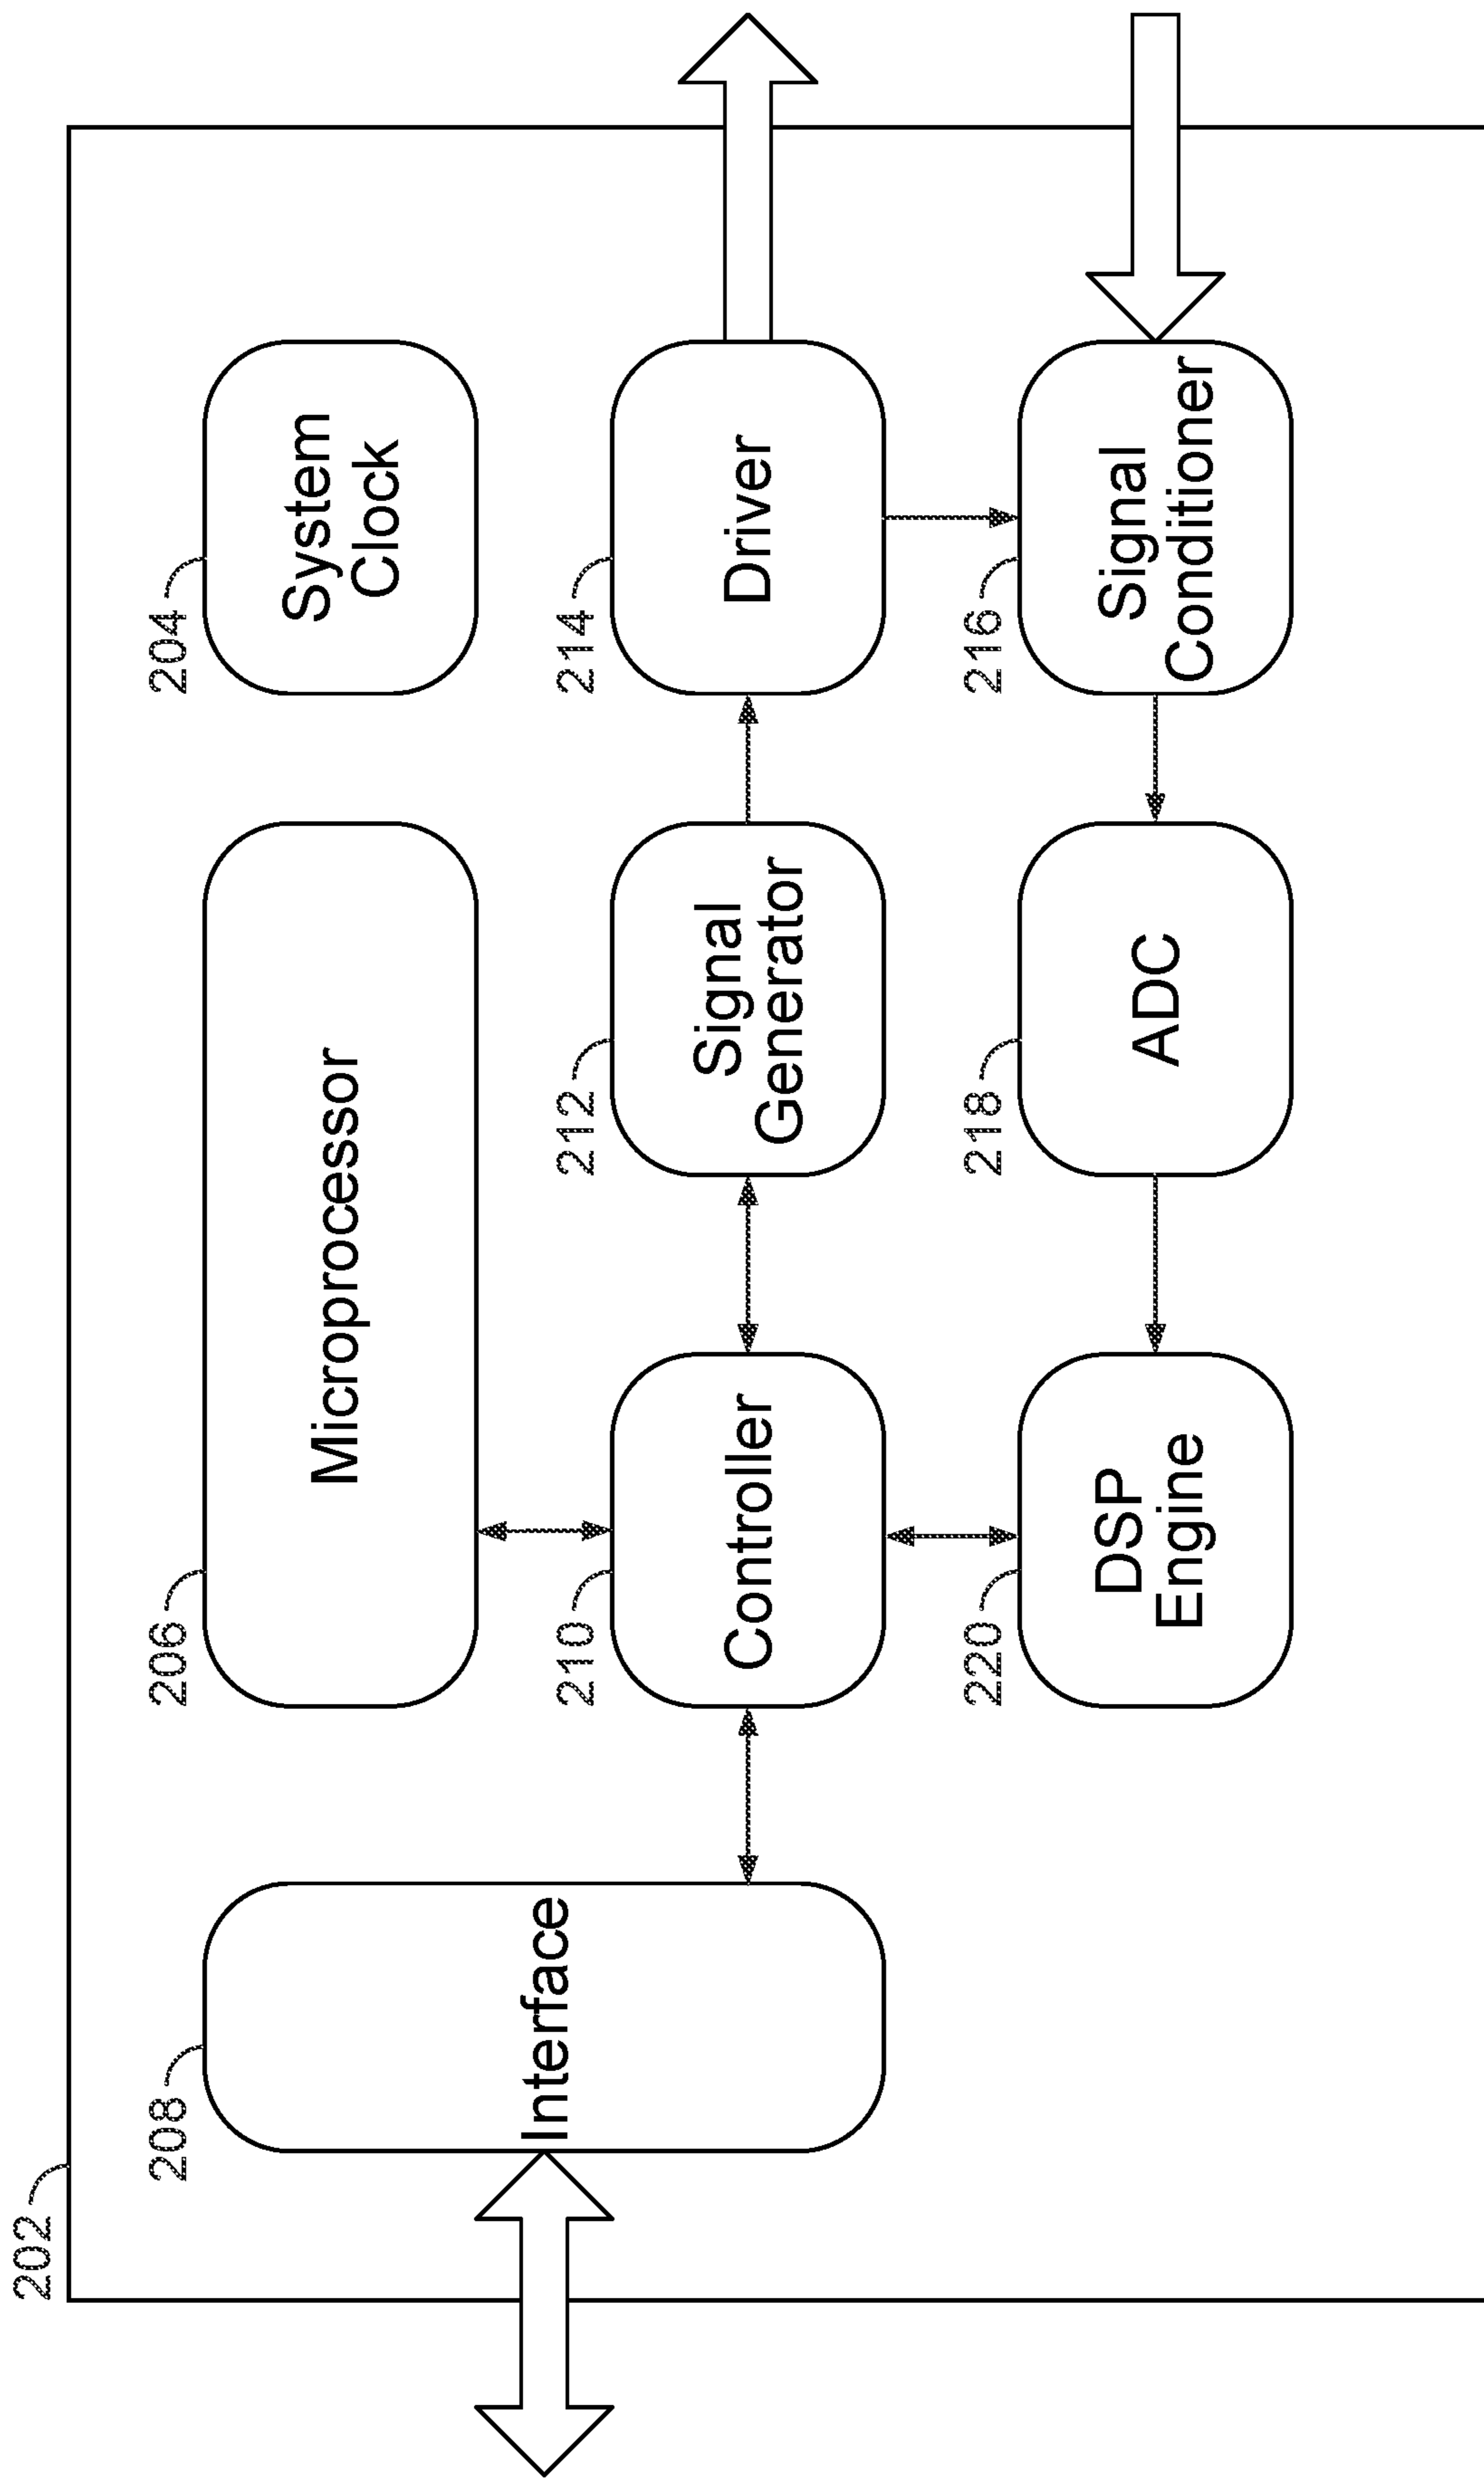 202
208
Interface
206
Microprocessor
204
System
Clock
210
Controller
212
Signal
Generator
214
Driver
220
DSP
Engine
218
ADC
216
Signal
Conditioner